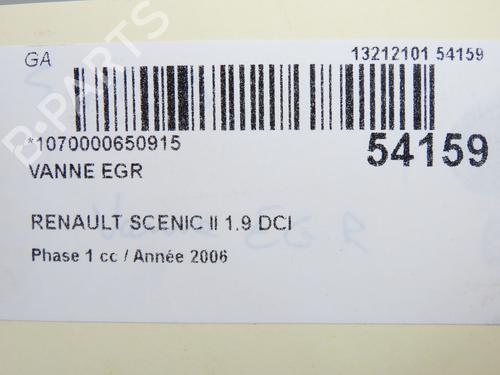 GA
13212101 54159
*1070000650915
54159
VANNE EGR
RENAULT SCENIC II 1.9 DCI
Phase 1 cc / Année 2006
B-PARTS